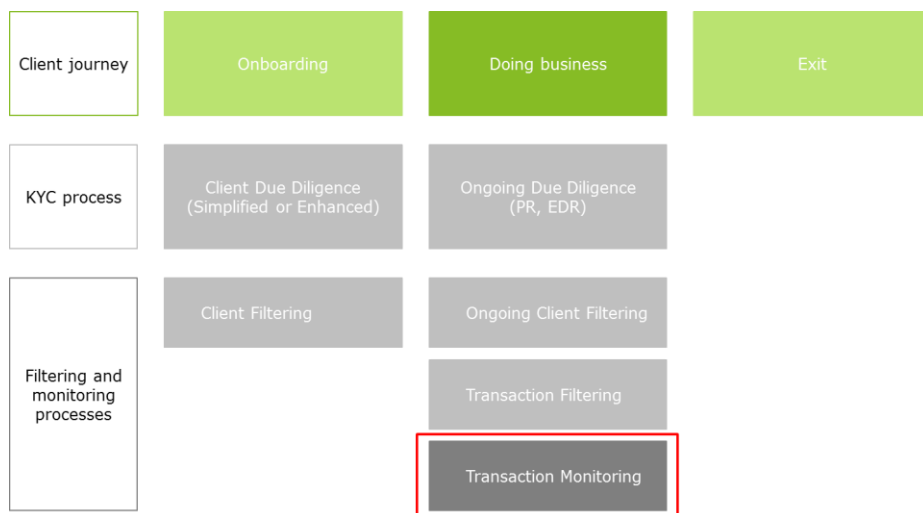 Client journey
Onboarding
Doing business
Exit
KYC process
Client Due Diligence
(Simplified or Enhanced)
Ongoing Due Diligence
(PR, EDR)
Filtering and
monitoring
processes
Client Filtering
Ongoing Client Filtering
Transaction Filtering
Transaction Monitoring